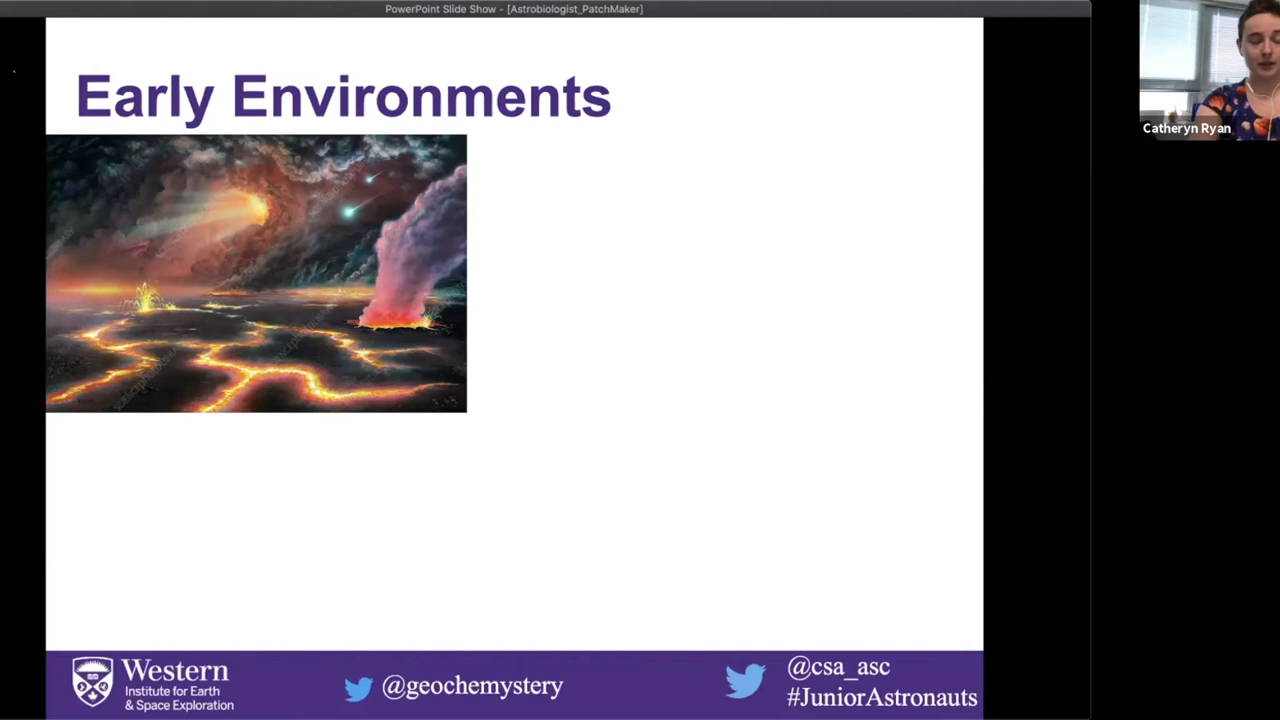 PowerPoint Slide Show - [Astrobiologist_PatchMaker]
Early Environments
Catheryn Ryan
Western
Institute for Earth
& Space Exploration
@geochemystery
@csa_asc
#JuniorAstronauts